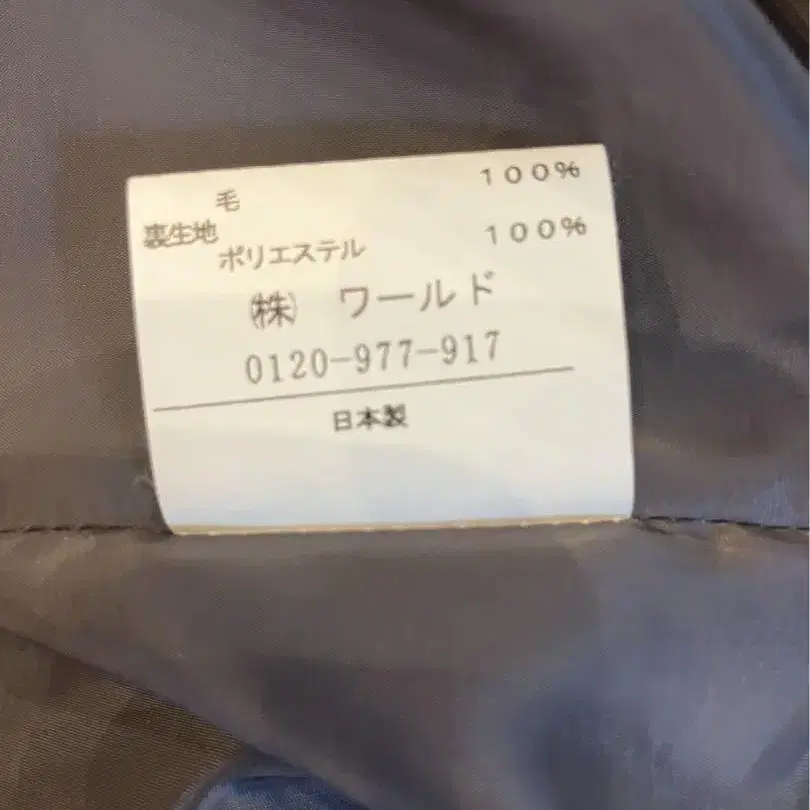 毛 100%
裏生地
ポリエステル 100%
㈱ ワールド
0120-977-917
日本製